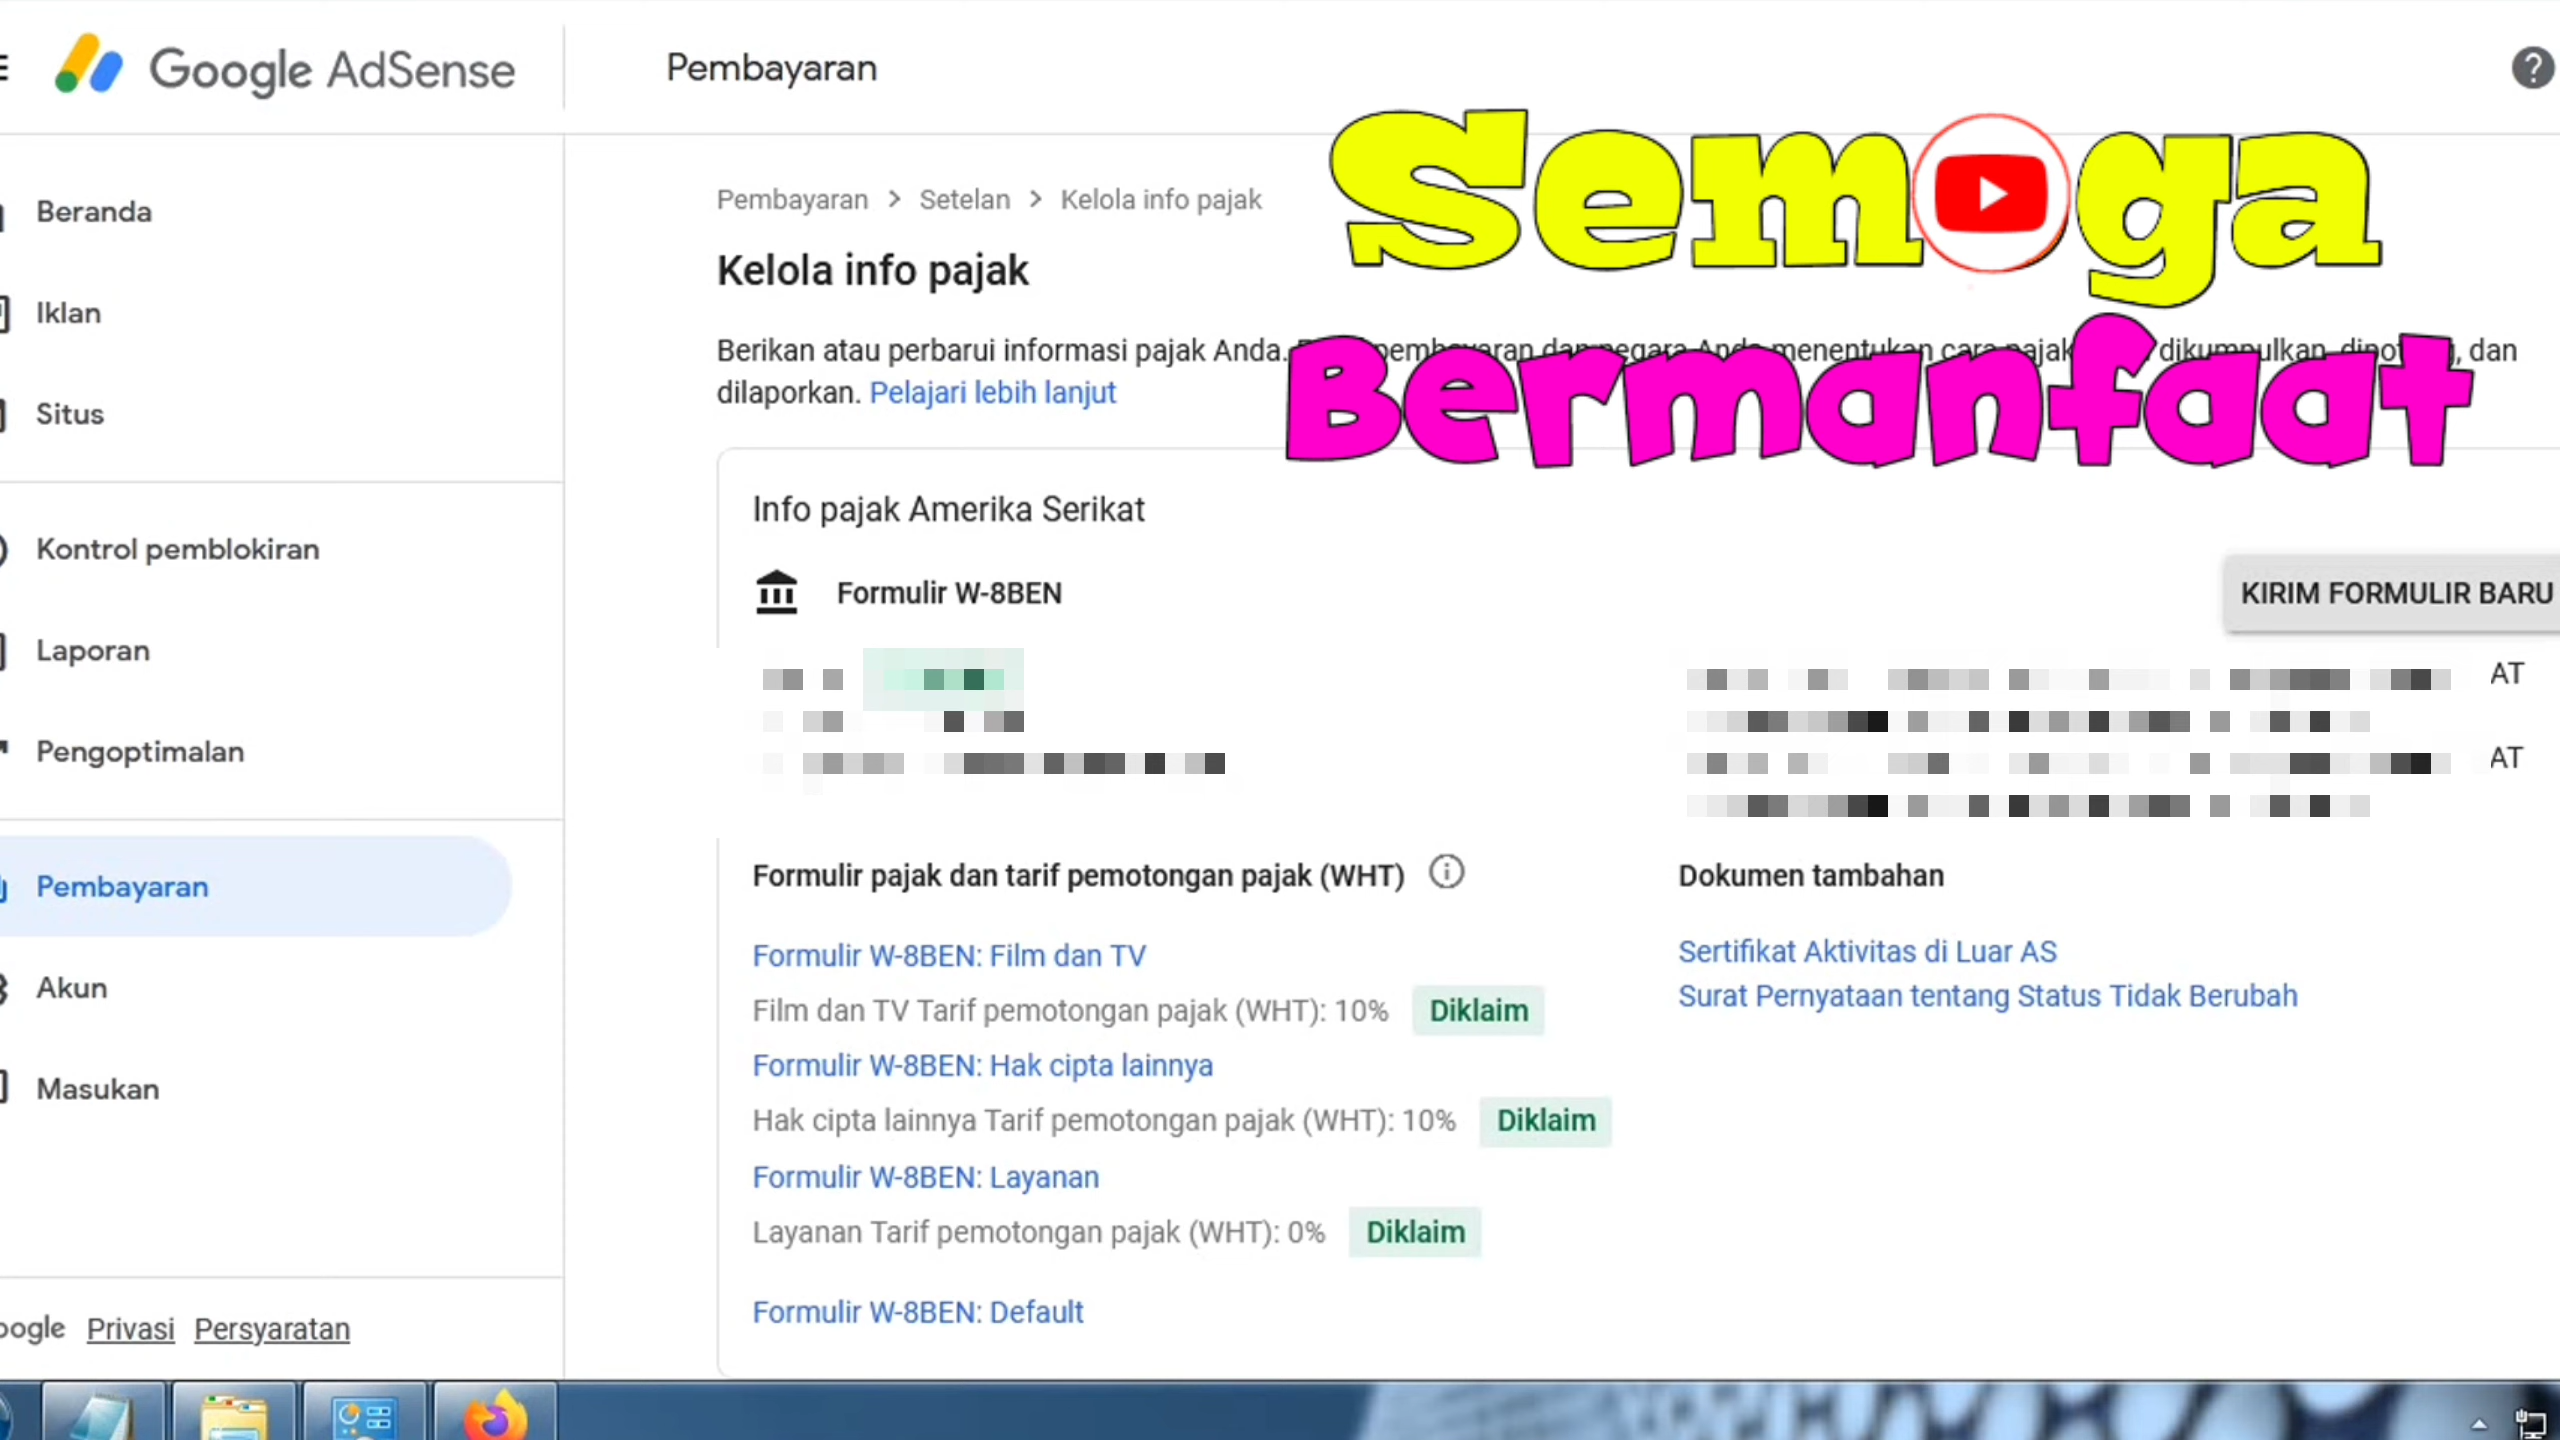 Google AdSense
Pembayaran
Semoga
Bermanfaat
Beranda
Iklan
Situs
Kontrol pemblokiran
Laporan
Pengoptimalan
Pembayaran
Akun
Masukan
Privasi Persyaratan
Pembayaran > Setelan > Kelola info pajak
Kelola info pajak
Berikan atau perbarui informasi pajak Anda. menentukan dan
dilaporkan. Pelajari lebih lanjut
Info pajak Amerika Serikat
Formulir W-8BEN
KIRIM FORMULIR BARU
AT
AT
Formulir pajak dan tarif pemotongan pajak (WHT)
Formulir W-8BEN: Film dan TV
Film dan TV Tarif pemotongan pajak (WHT): 10% Diklaim
Formulir W-8BEN: Hak cipta lainnya
Hak cipta lainnya Tarif pemotongan pajak (WHT): 10% Diklaim
Formulir W-8BEN: Layanan
Layanan Tarif pemotongan pajak (WHT): 0% Diklaim
Formulir W-8BEN: Default
Dokumen tambahan
Sertifikat Aktivitas di Luar AS
Surat Pernyataan tentang Status Tidak Berubah